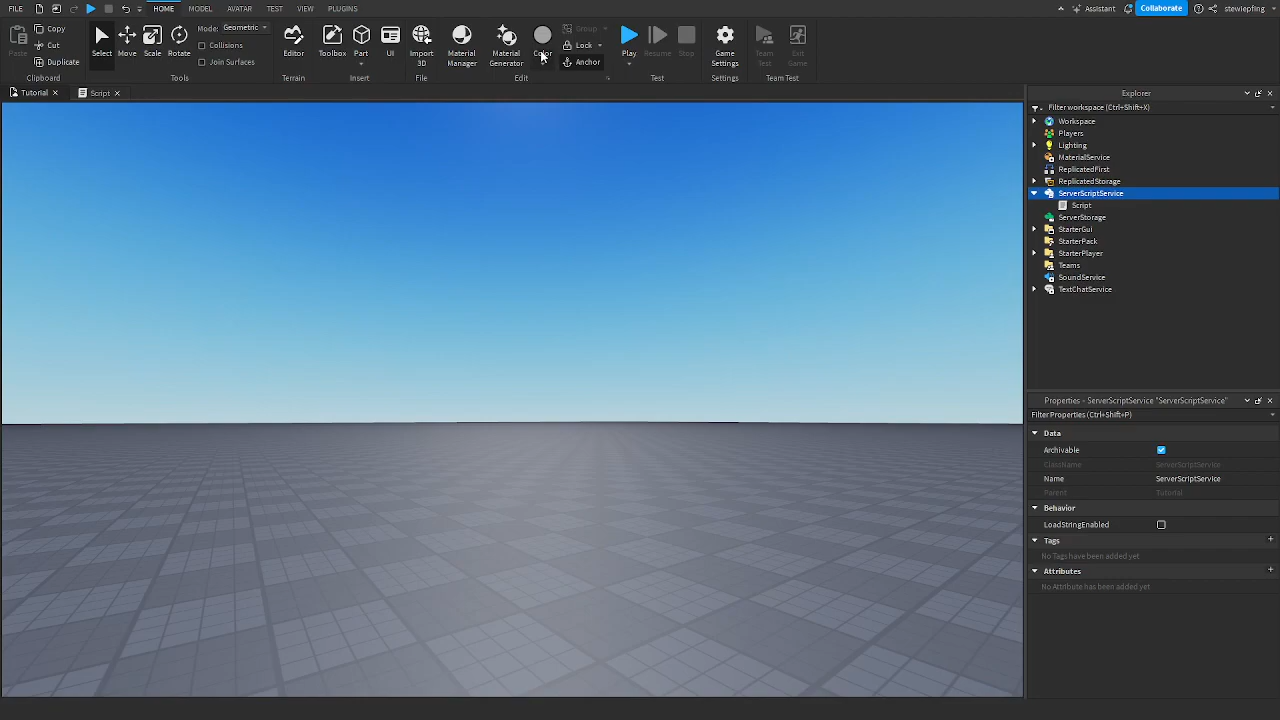 FILE HOME MODEL AVATAR TEST VIEW PLUGINS Assistant Collaborate stewiepfing
Paste Copy Cut Duplicate Clipboard
Select Move Scale Rotate Mode: Geometric Collisions Join Surfaces Tools
Editor Terrain
Toolbox Part UI Insert
Import 3D File
Material Manager Material Generator Color Group Lock Anchor Edit
Play Resume Stop Test
Game Settings Settings
Team Test Exit Game Team Test
Tutorial Script
Explorer
Filter workspace (Ctrl+Shift+X)
Workspace
Players
Lighting
MaterialService
ReplicatedFirst
ReplicatedStorage
ServerScriptService
Script
ServerStorage
StarterGui
StarterPack
StarterPlayer
Teams
SoundService
TextChatService
Properties - ServerScriptService "ServerScriptService"
Filter Properties (Ctrl+Shift+P)
Data
Archivable
ClassName ServerScriptService
Name ServerScriptService
Parent Tutorial
Behavior
LoadStringEnabled
Tags
No Tags have been added yet
Attributes
No Attribute has been added yet